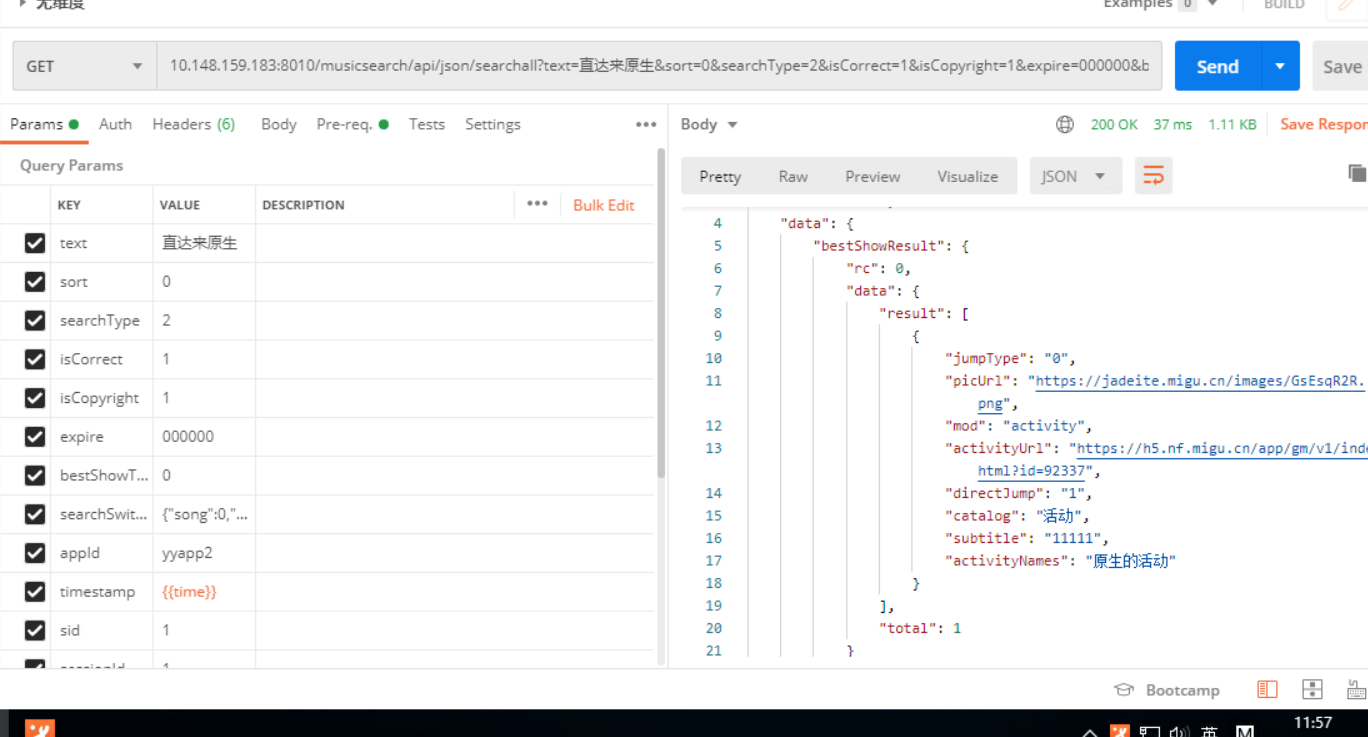 无维度
Examples 0
BUILD
GET
10.148.159.183:8010/musicsearch/api/json/searchall?text=直达来原生&sort=0&searchType=2&isCorrect=1&isCopyright=1&expire=000000&b
Send
Save
Params
Auth
Headers (6)
Body
Pre-req.
Tests
Settings
•••
Body
200 OK 37 ms 1.11 KB
Save Respor
Query Params
Pretty
Raw
Preview
Visualize
JSON
KEY VALUE DESCRIPTION ••• Bulk Edit
text 直达来原生
sort 0
searchType 2
isCorrect 1
isCopyright 1
expire 000000
bestShowT... 0
searchSwit... {"song":0,"...
appId yyapp2
timestamp {{time}}
sid 1
4 "data": {
5 "bestShowResult": {
6 "rc": 0,
7 "data": {
8 "result": [
9 {
10 "jumpType": "0",
11 "picUrl": "https://jadeite.migu.cn/images/GsEsqR2R.
png",
12 "mod": "activity",
13 "activityUrl": "https://h5.nf.migu.cn/app/gm/v1/inde
html?id=92337",
14 "directJump": "1",
15 "catalog": "活动",
16 "subtitle": "11111",
17 "activityNames": "原生的活动"
18 }
19 ],
20 "total": 1
21 }
Bootcamp
英
M
11:57